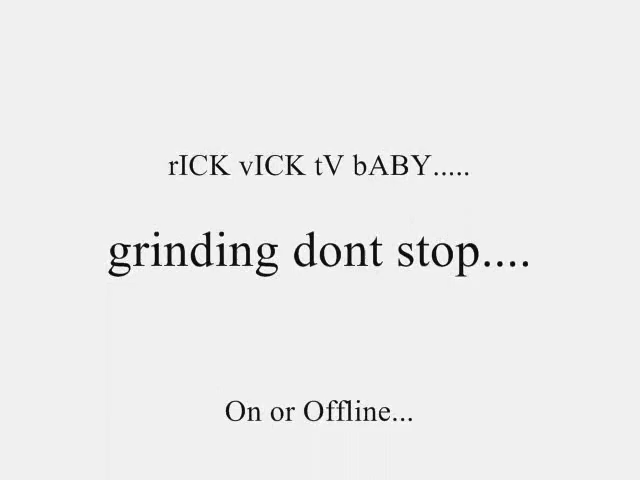 rICK vICK tV bABY.....
grinding dont stop....
On or Offline...